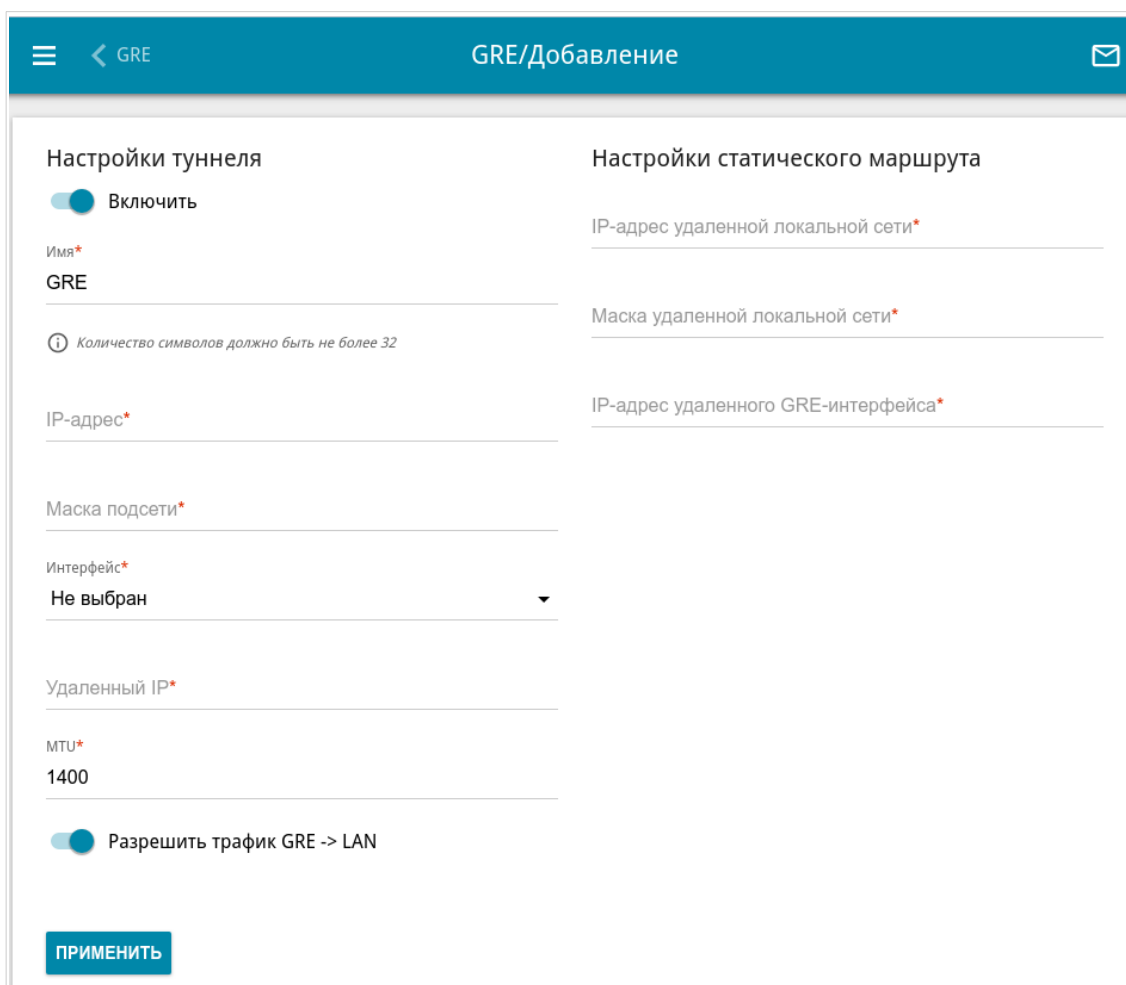 GRE
GRE/Добавление
Настройки туннеля
Включить
Имя*
GRE
Количество символов должно быть не более 32
IP-адрес*
Маска подсети*
Интерфейс*
Не выбран
Удаленный IP*
MTU*
1400
Разрешить трафик GRE -> LAN
ПРИМЕНИТЬ
Настройки статического маршрута
IP-адрес удаленной локальной сети*
Маска удаленной локальной сети*
IP-адрес удаленного GRE-интерфейса*